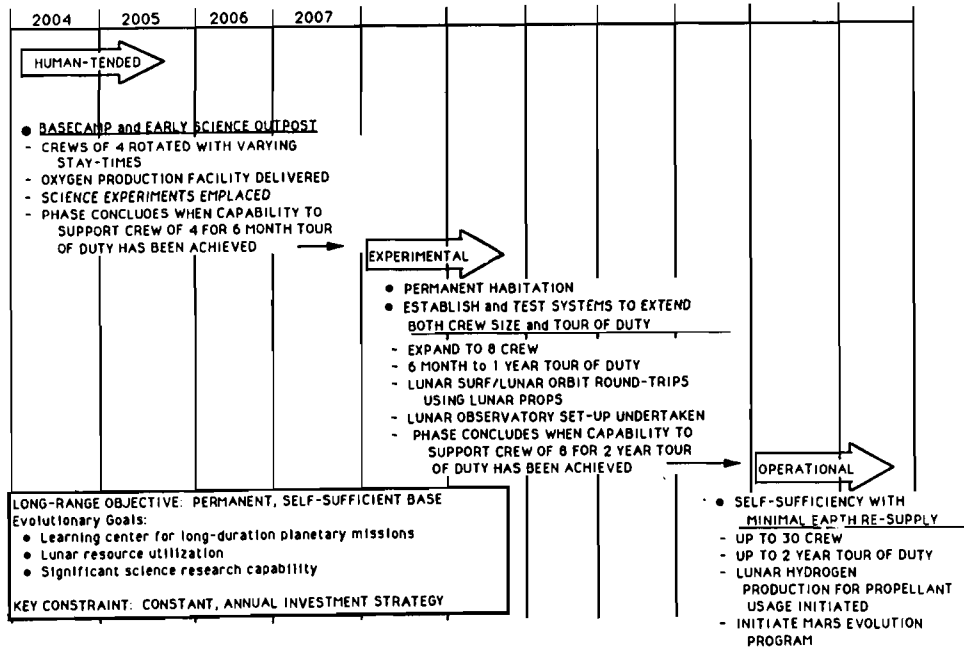 2004 2005 2006 2007
HUMAN-TENDED
● BASECAMP and EARLY SCIENCE OUTPOST
- CREWS OF 4 ROTATED WITH VARYING
STAY-TIMES
- OXYGEN PRODUCTION FACILITY DELIVERED
- SCIENCE EXPERIMENTS EMPLACED
- PHASE CONCLUDES WHEN CAPABILITY TO
SUPPORT CREW OF 4 FOR 6 MONTH TOUR
OF DUTY HAS BEEN ACHIEVED
EXPERIMENTAL
● PERMANENT HABITATION
● ESTABLISH and TEST SYSTEMS TO EXTEND
BOTH CREW SIZE and TOUR OF DUTY
- EXPAND TO 8 CREW
- 6 MONTH to 1 YEAR TOUR OF DUTY
- LUNAR SURF/LUNAR ORBIT ROUND-TRIPS
USING LUNAR PROPS
- LUNAR OBSERVATORY SET-UP UNDERTAKEN
- PHASE CONCLUDES WHEN CAPABILITY TO
SUPPORT CREW OF 8 FOR 2 YEAR TOUR
OF DUTY HAS BEEN ACHIEVED
OPERATIONAL
● SELF-SUFFICIENCY WITH
MINIMAL EARTH RE-SUPPLY
- UP TO 30 CREW
- UP TO 2 YEAR TOUR OF DUTY
- LUNAR HYDROGEN
PRODUCTION FOR PROPELLANT
USAGE INITIATED
- INITIATE MARS EVOLUTION
PROGRAM
LONG-RANGE OBJECTIVE: PERMANENT, SELF-SUFFICIENT BASE
Evolutionary Goals:
● Learning center for long-duration planetary missions
● Lunar resource utilization
● Significant science research capability
KEY CONSTRAINT: CONSTANT, ANNUAL INVESTMENT STRATEGY